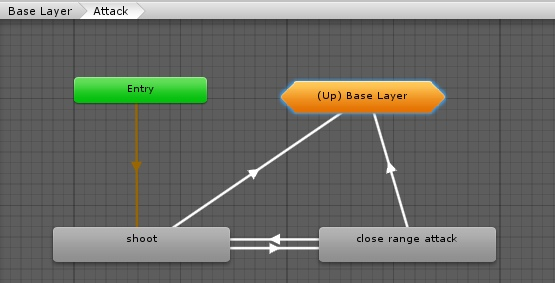 Base Layer Attack
Entry
(Up) Base Layer
shoot
close range attack